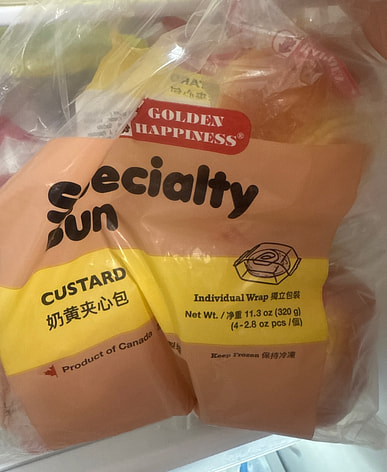 TARO
GOLDEN
HAPPINESS®
Specialty
Bun
CUSTARD
奶黄夹心包
Product of Canada
Individual Wrap 獨立包裝
Net Wt. / 净重 11.3 oz (320 g)
(4-2.8 oz pcs / 個)
Keep Frozen 保持冷凍